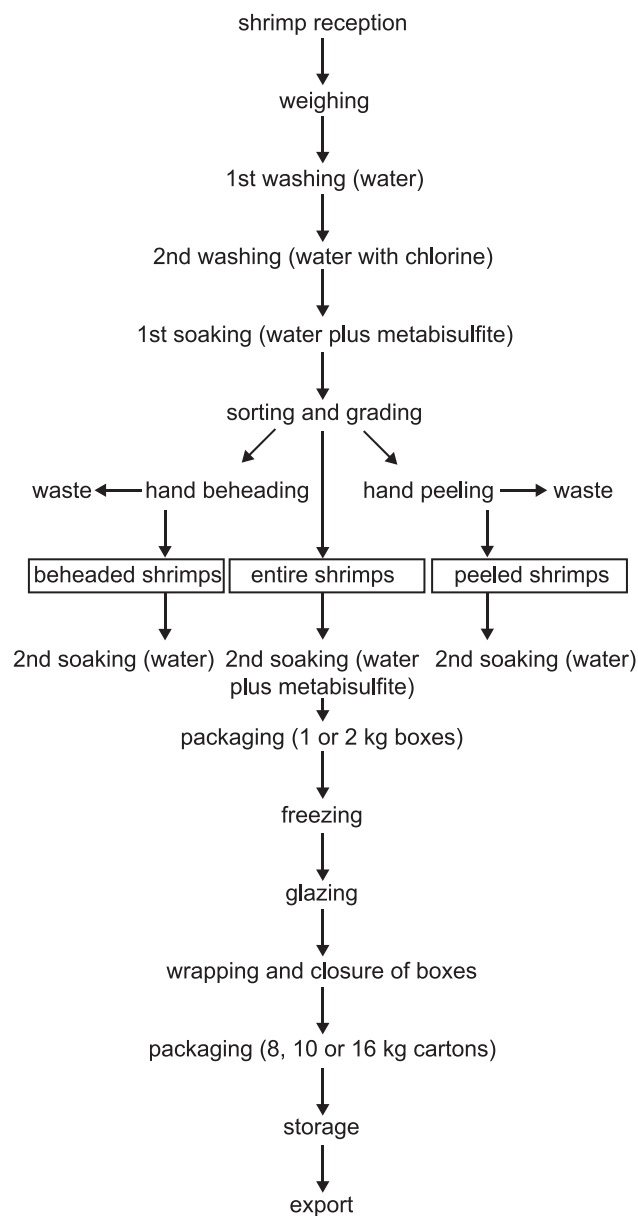 shrimp reception
weighing
1st washing (water)
2nd washing (water with chlorine)
1st soaking (water plus metabisulfite)
sorting and grading
waste
hand beheading
hand peeling
waste
beheaded shrimps
entire shrimps
peeled shrimps
2nd soaking (water)
2nd soaking (water
plus metabisulfite)
2nd soaking (water)
packaging (1 or 2 kg boxes)
freezing
glazing
wrapping and closure of boxes
packaging (8, 10 or 16 kg cartons)
storage
export